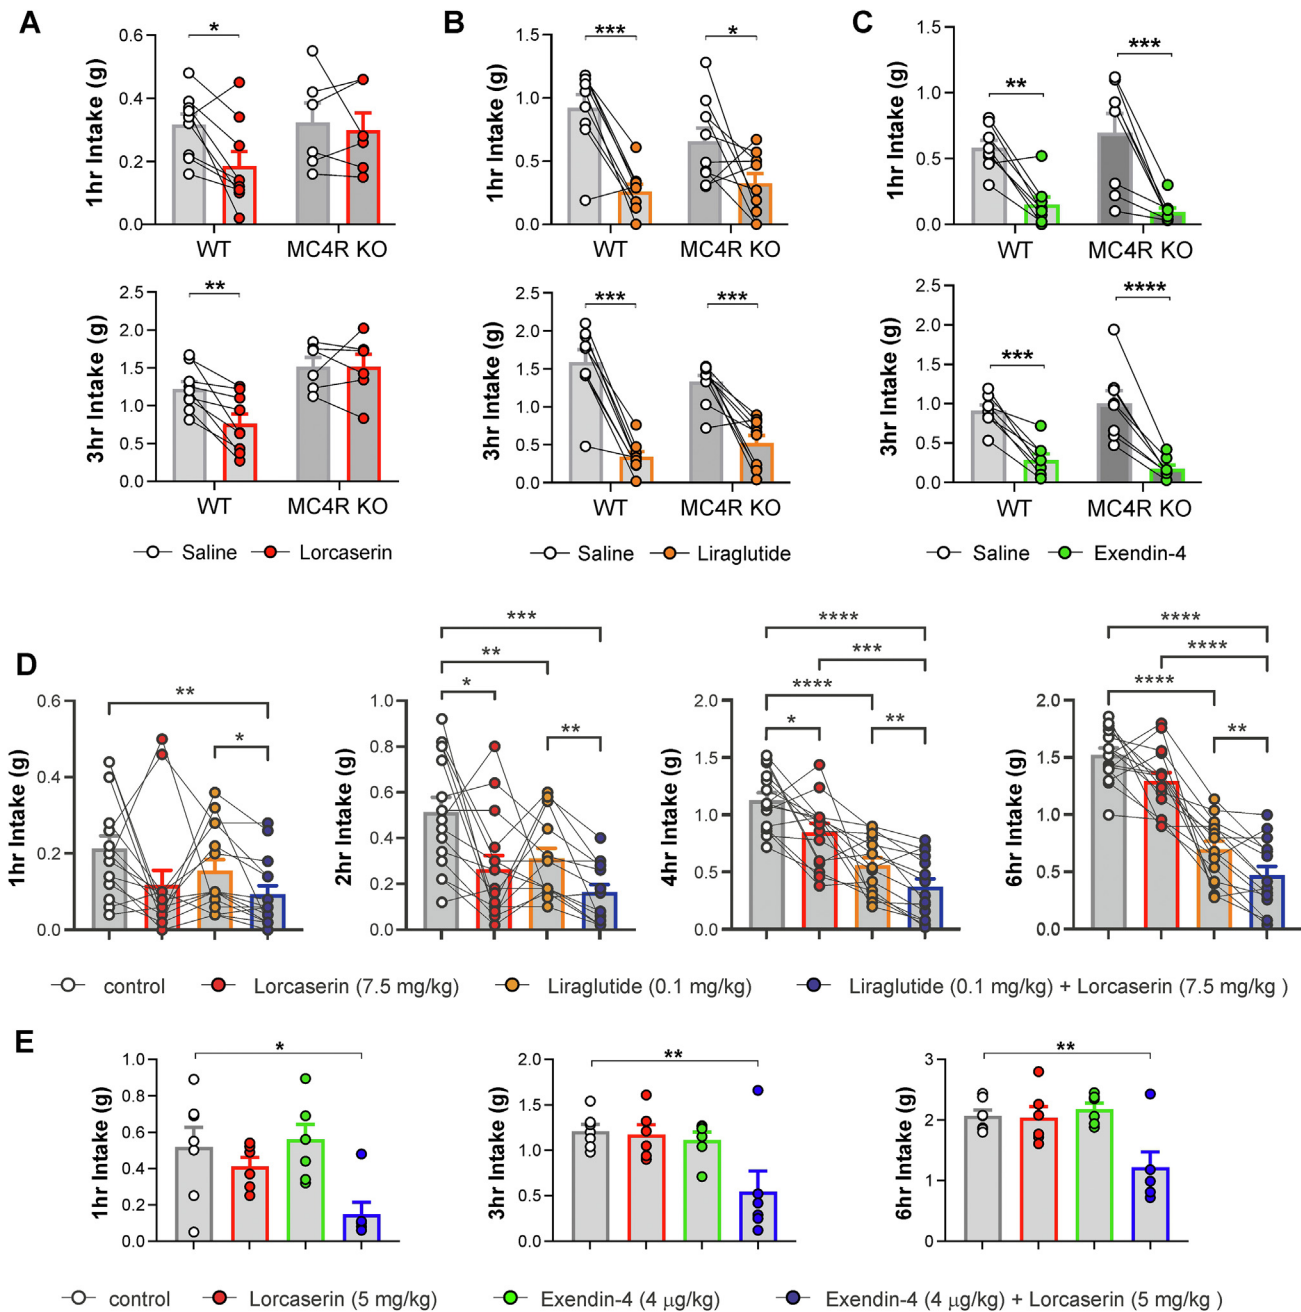 A
B
C
*
***
*
**
***
1hr Intake (g)
0.6
0.4
0.2
0.0
WT
MC4R KO
1hr Intake (g)
1.5
1.0
0.5
0.0
WT
MC4R KO
1hr Intake (g)
1.5
1.0
0.5
0.0
WT
MC4R KO
**
***
***
***
****
3hr Intake (g)
2.5
2.0
1.5
1.0
0.5
0.0
WT
MC4R KO
3hr Intake (g)
2.5
2.0
1.5
1.0
0.5
0.0
WT
MC4R KO
3hr Intake (g)
2.5
2.0
1.5
1.0
0.5
0.0
WT
MC4R KO
Saline Lorcaserin
Saline Liraglutide
Saline Exendin-4
D
**
*
1hr Intake (g)
0.6
0.4
0.2
0.0
***
**
*
**
2hr Intake (g)
1.0
0.8
0.6
0.4
0.2
0.0
****
***
****
*
**
4hr Intake (g)
2.0
1.5
1.0
0.5
0.0
****
****
****
**
6hr Intake (g)
2.0
1.5
1.0
0.5
0.0
control Lorcaserin (7.5 mg/kg) Liraglutide (0.1 mg/kg) Liraglutide (0.1 mg/kg) + Lorcaserin (7.5 mg/kg )
E
*
1hr Intake (g)
1.0
0.8
0.6
0.4
0.2
0.0
**
3hr Intake (g)
2.0
1.5
1.0
0.5
0.0
**
6hr Intake (g)
3
2
1
0
control Lorcaserin (5 mg/kg) Exendin-4 (4 μg/kg) Exendin-4 (4 μg/kg) + Lorcaserin (5 mg/kg )